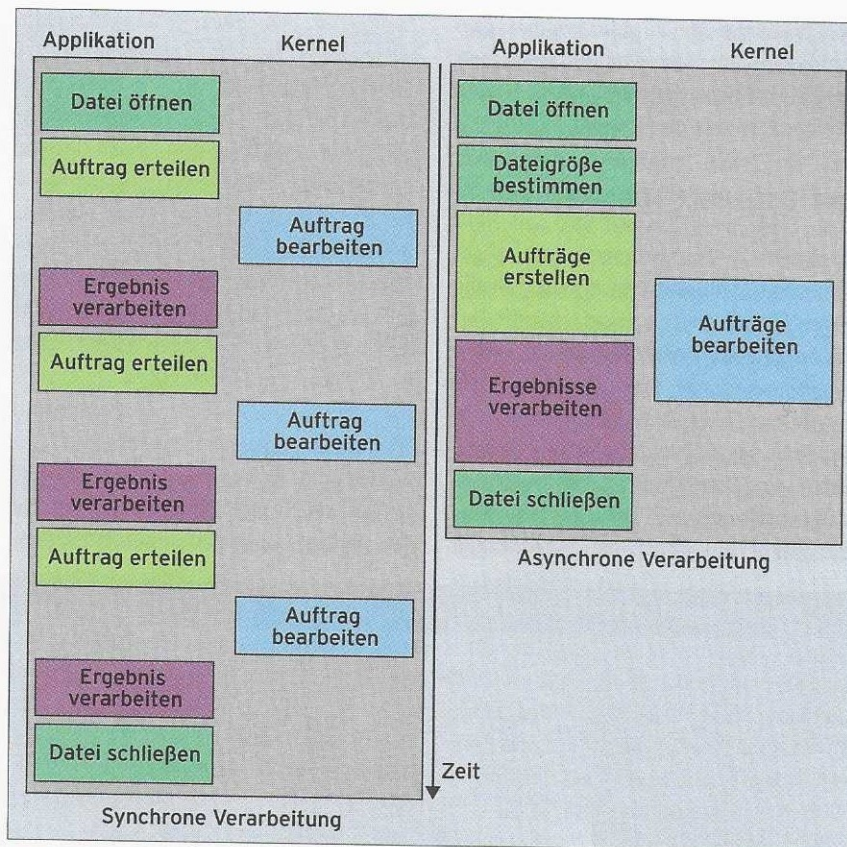 Applikation
Kernel
Datei öffnen
Auftrag erteilen
Auftrag
bearbeiten
Ergebnis
verarbeiten
Auftrag erteilen
Auftrag
bearbeiten
Ergebnis
verarbeiten
Auftrag erteilen
Auftrag
bearbeiten
Ergebnis
verarbeiten
Datei schließen
Synchrone Verarbeitung
Zeit
Applikation
Kernel
Datei öffnen
Dateigröße
bestimmen
Aufträge
erstellen
Aufträge
bearbeiten
Ergebnisse
verarbeiten
Datei schließen
Asynchrone Verarbeitung